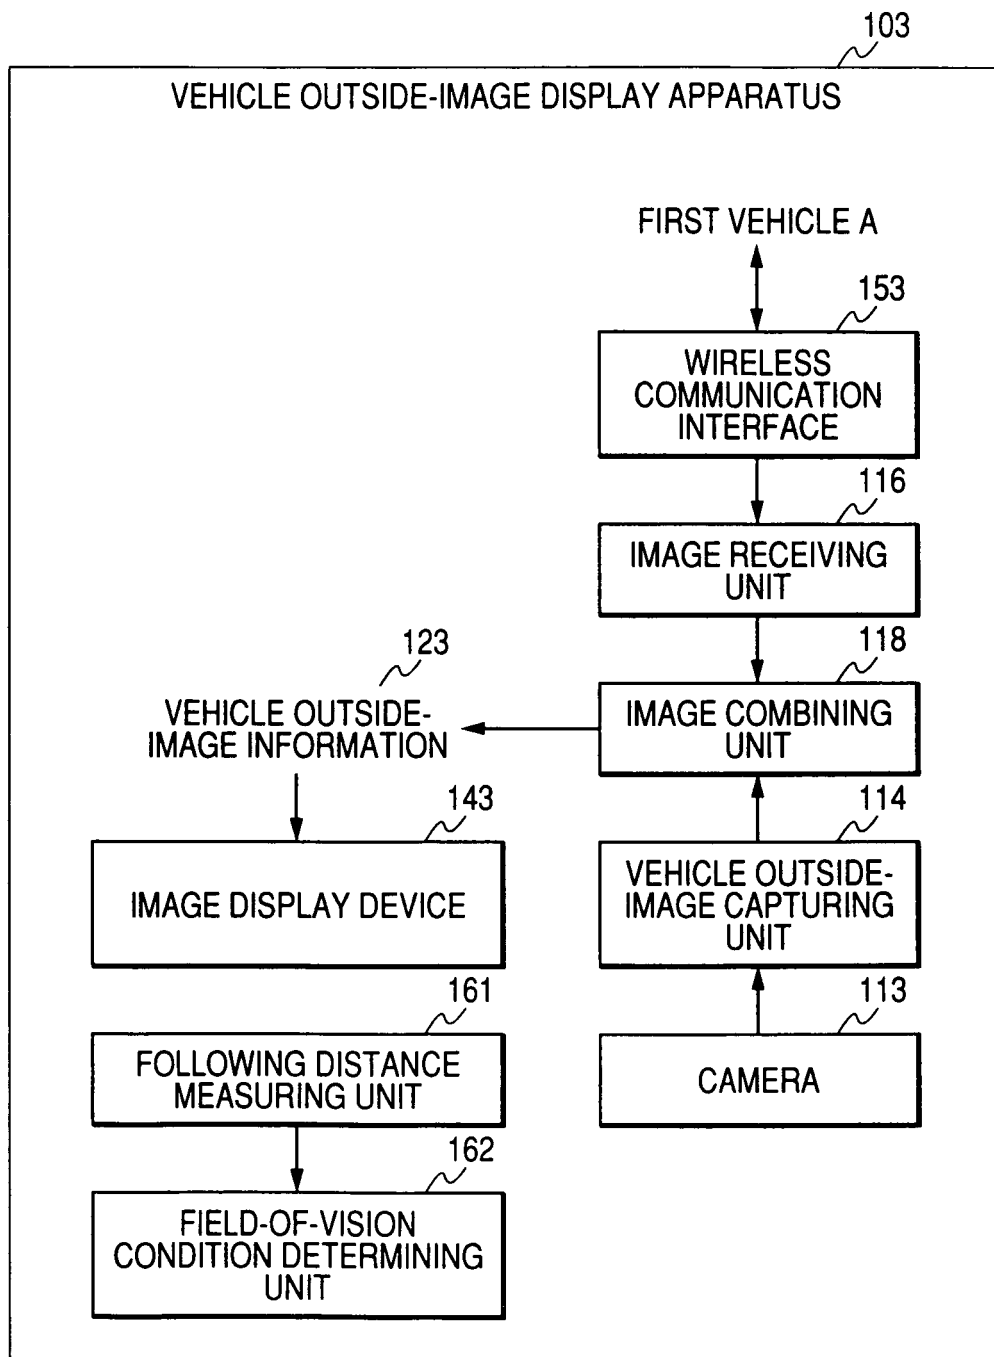 103
VEHICLE OUTSIDE-IMAGE DISPLAY APPARATUS
FIRST VEHICLE A
153
WIRELESS
COMMUNICATION
INTERFACE
116
IMAGE RECEIVING
UNIT
118
IMAGE COMBINING
UNIT
123
VEHICLE OUTSIDE-
IMAGE INFORMATION
114
VEHICLE OUTSIDE-
IMAGE CAPTURING
UNIT
143
IMAGE DISPLAY DEVICE
113
CAMERA
161
FOLLOWING DISTANCE
MEASURING UNIT
162
FIELD-OF-VISION
CONDITION DETERMINING
UNIT